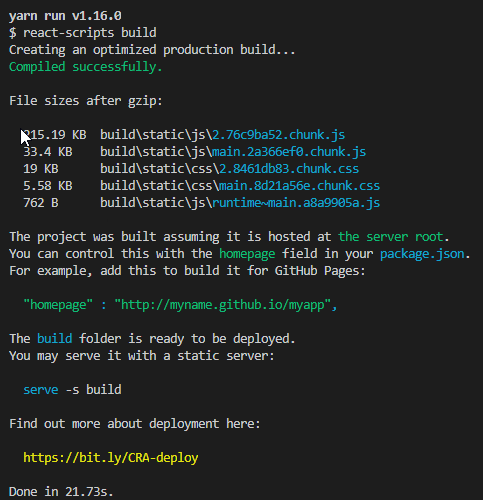 yarn run v1.16.0
$ react-scripts build
Creating an optimized production build...
Compiled successfully.
File sizes after gzip:
215.19 KB build\static\js\2.76c9ba52.chunk.js
33.4 KB build\static\js\main.2a366ef0.chunk.js
19 KB build\static\css\2.8461db83.chunk.css
5.58 KB build\static\css\main.8d21a56e.chunk.css
762 B build\static\js\runtime~main.a8a9905a.js
The project was built assuming it is hosted at the server root.
You can control this with the homepage field in your package.json.
For example, add this to build it for GitHub Pages:
"homepage" : "http://myname.github.io/myapp",
The build folder is ready to be deployed.
You may serve it with a static server:
serve -s build
Find out more about deployment here:
https://bit.ly/CRA-deploy
Done in 21.73s.